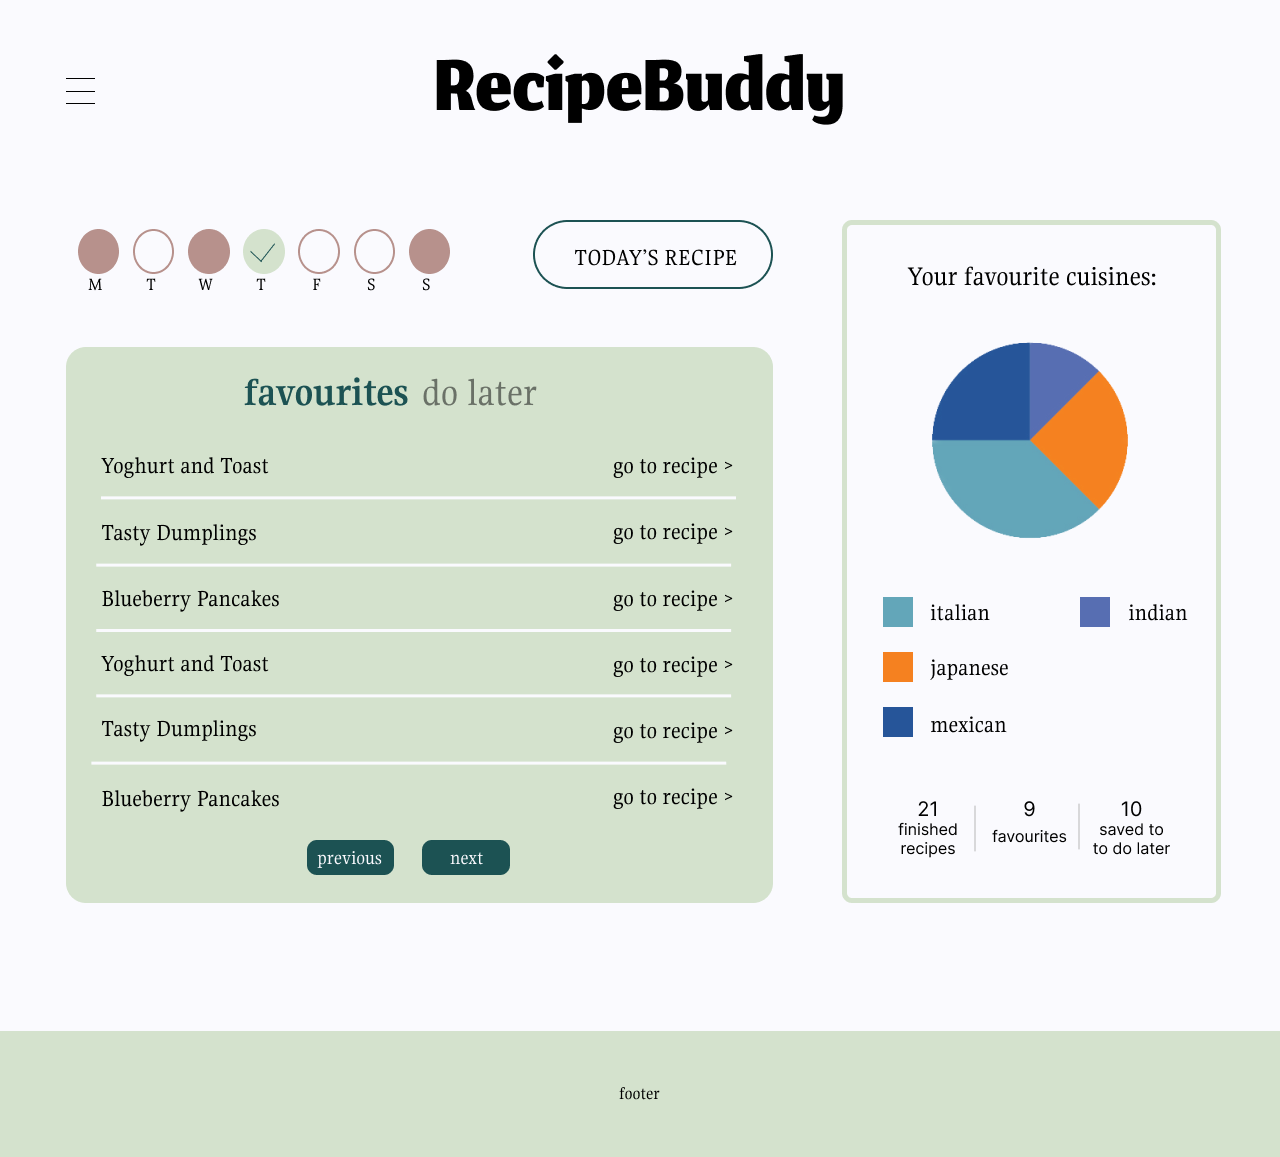 RecipeBuddy
M T W T F S S
TODAY'S RECIPE
favourites do later
Yoghurt and Toast go to recipe >
Tasty Dumplings go to recipe >
Blueberry Pancakes go to recipe >
Yoghurt and Toast go to recipe >
Tasty Dumplings go to recipe >
Blueberry Pancakes go to recipe >
previous next
Your favourite cuisines:
italian indian
japanese
mexican
21
finished
recipes
9
favourites
10
saved to
to do later
footer